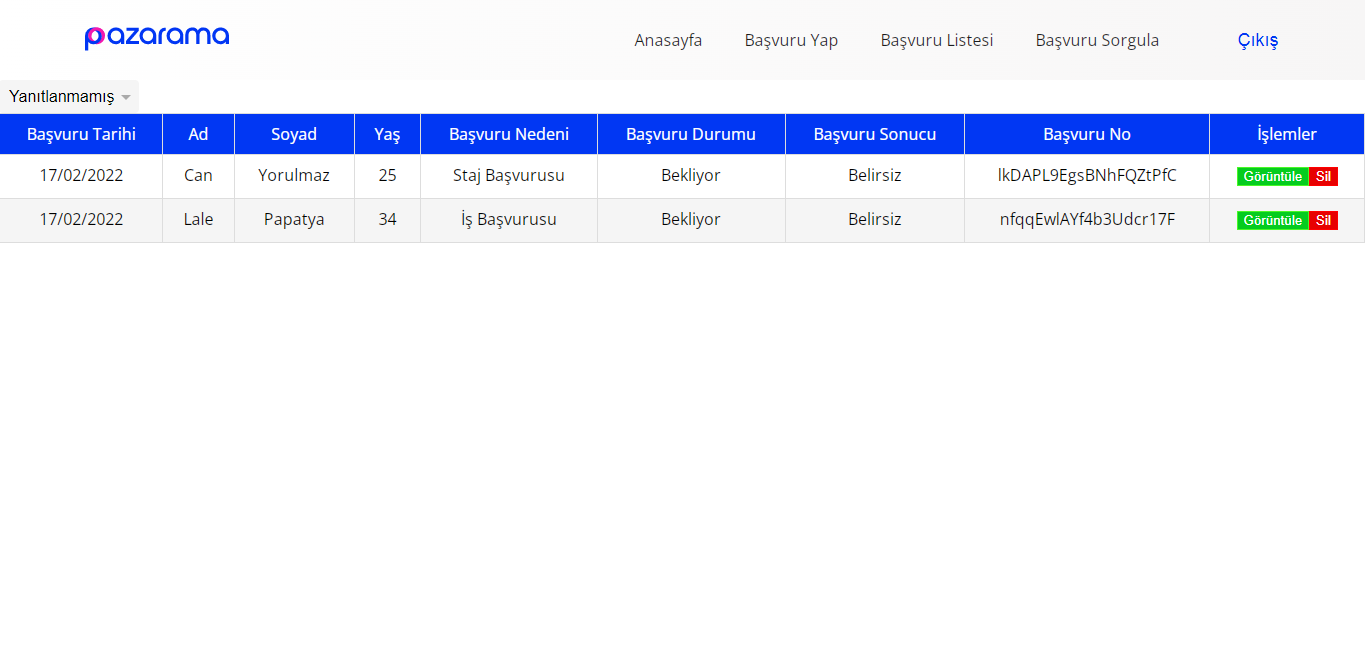 pazarama
Anasayfa Başvuru Yap Başvuru Listesi Başvuru Sorgula Çıkış
Yanıtlanmamış
Başvuru Tarihi Ad Soyad Yaş Başvuru Nedeni Başvuru Durumu Başvuru Sonucu Başvuru No İşlemler
17/02/2022 Can Yorulmaz 25 Staj Başvurusu Bekliyor Belirsiz lkDAPL9EgsBNhFQZtPfC Görüntüle Sil
17/02/2022 Lale Papatya 34 İş Başvurusu Bekliyor Belirsiz nfqqEwlAYf4b3Udcr17F Görüntüle Sil